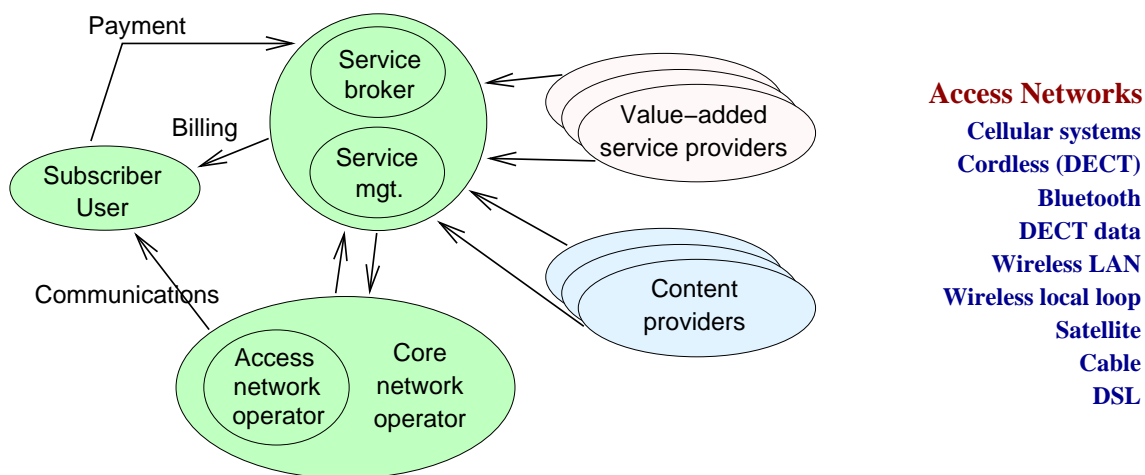 Payment
Service
broker
Billing
Service
mgt.
Subscriber
User
Value−added
service providers
Communications
Content
providers
Access
network
operator
Core
network
operator
Access Networks
Cellular systems
Cordless (DECT)
Bluetooth
DECT data
Wireless LAN
Wireless local loop
Satellite
Cable
DSL